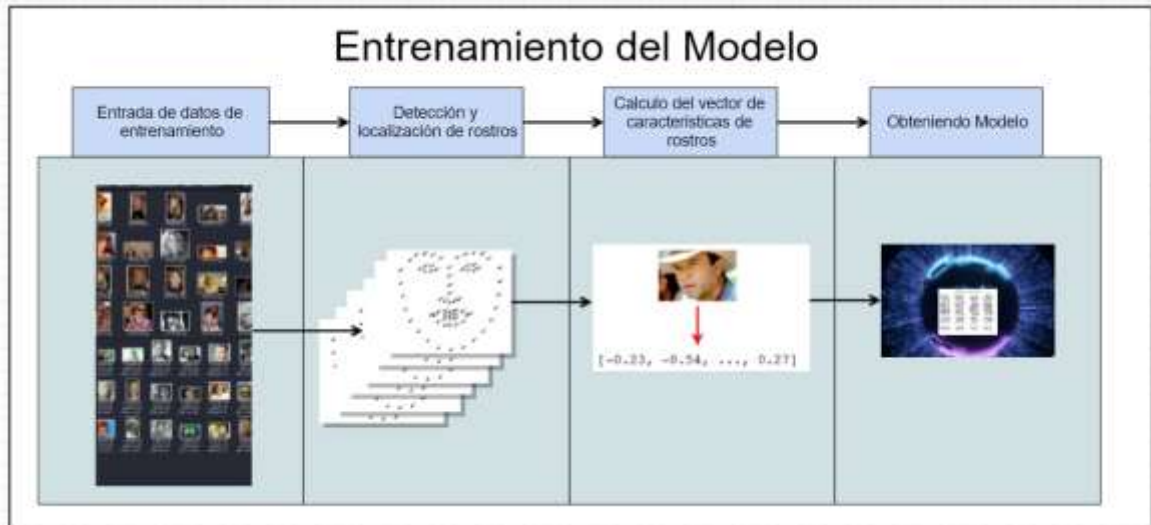 Entrenamiento del Modelo
Entrada de datos de
entrenamiento
Detección y
localización de rostros
Calculo del vector de
características de
rostros
Obteniendo Modelo
[-0.23, -0.54, ..., 0.27]